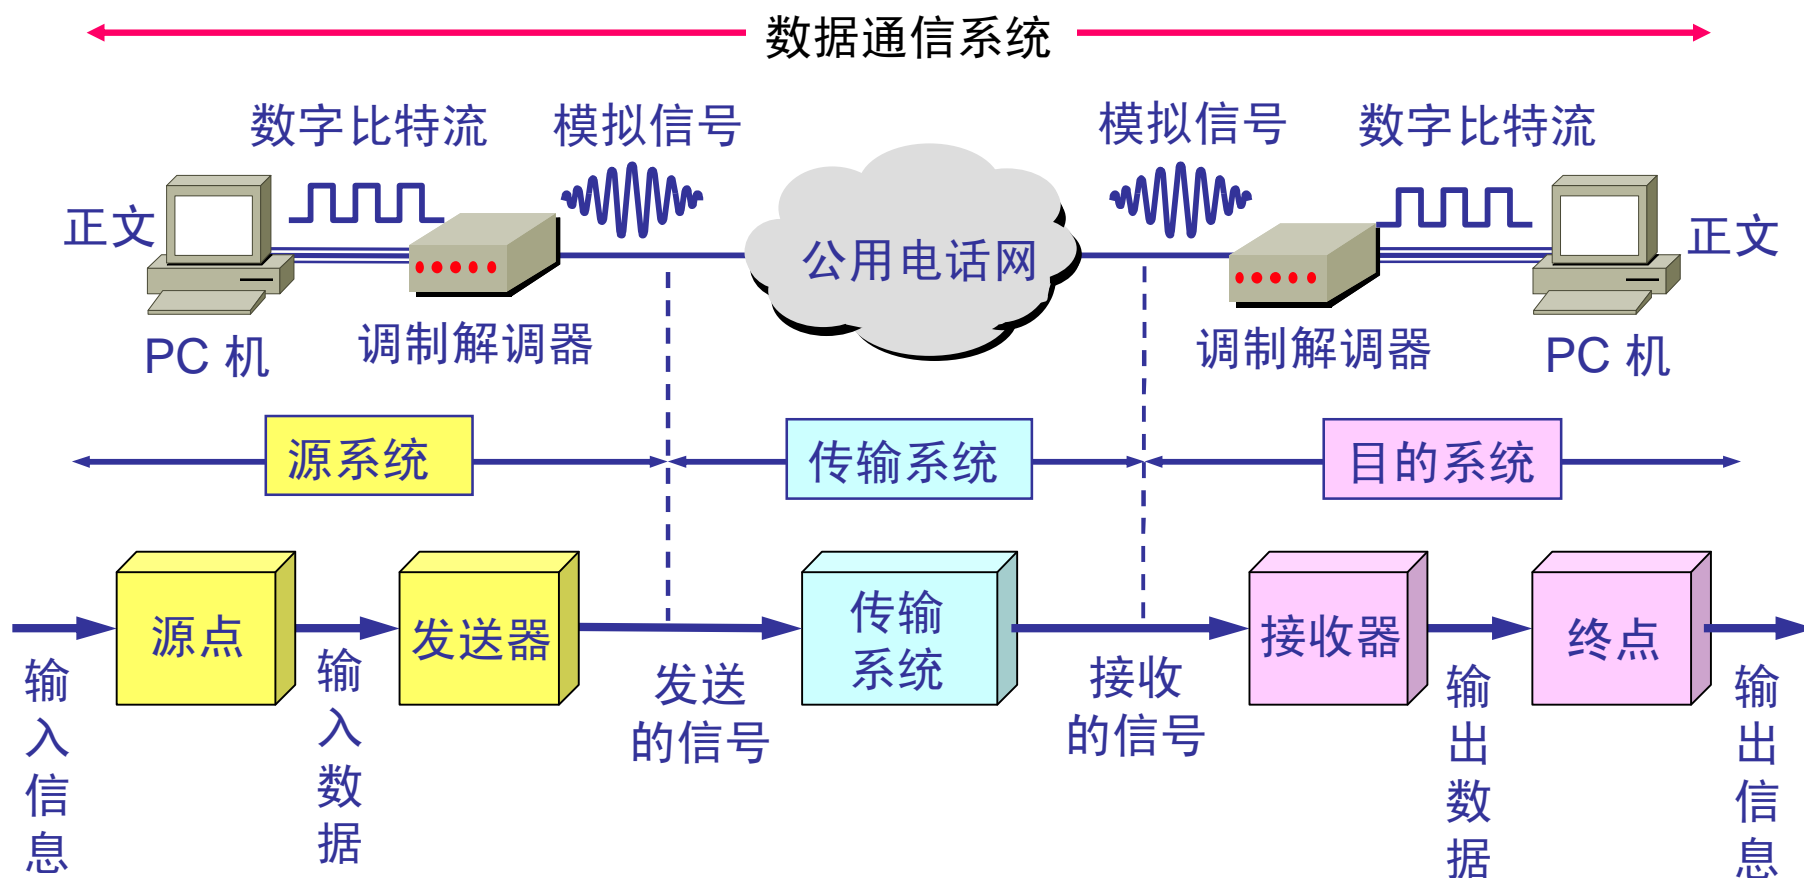 数据通信系统
数字比特流
模拟信号
模拟信号
数字比特流
正文
公用电话网
正文
PC 机
调制解调器
调制解调器
PC 机
源系统
传输系统
目的系统
源点
发送器
传输
系统
接收器
终点
输入信息
输入数据
发送
的信号
接收
的信号
输出数据
输出信息